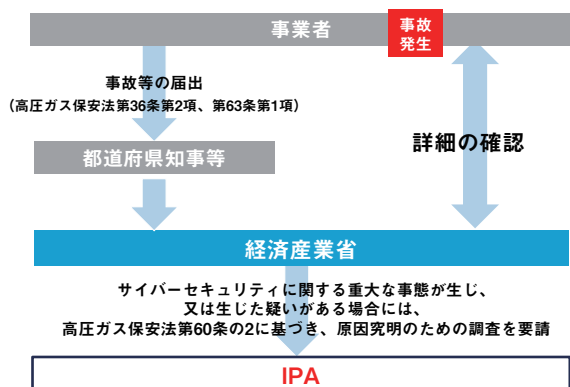 事業者
事故
発生
事故等の届出
(高圧ガス保安法第36条第2項、第63条第1項)
詳細の確認
都道府県知事等
経済産業省
サイバーセキュリティに関する重大な事態が生じ、
又は生じた疑いがある場合には、
高圧ガス保安法第60条の2に基づき、原因究明のための調査を要請
IPA